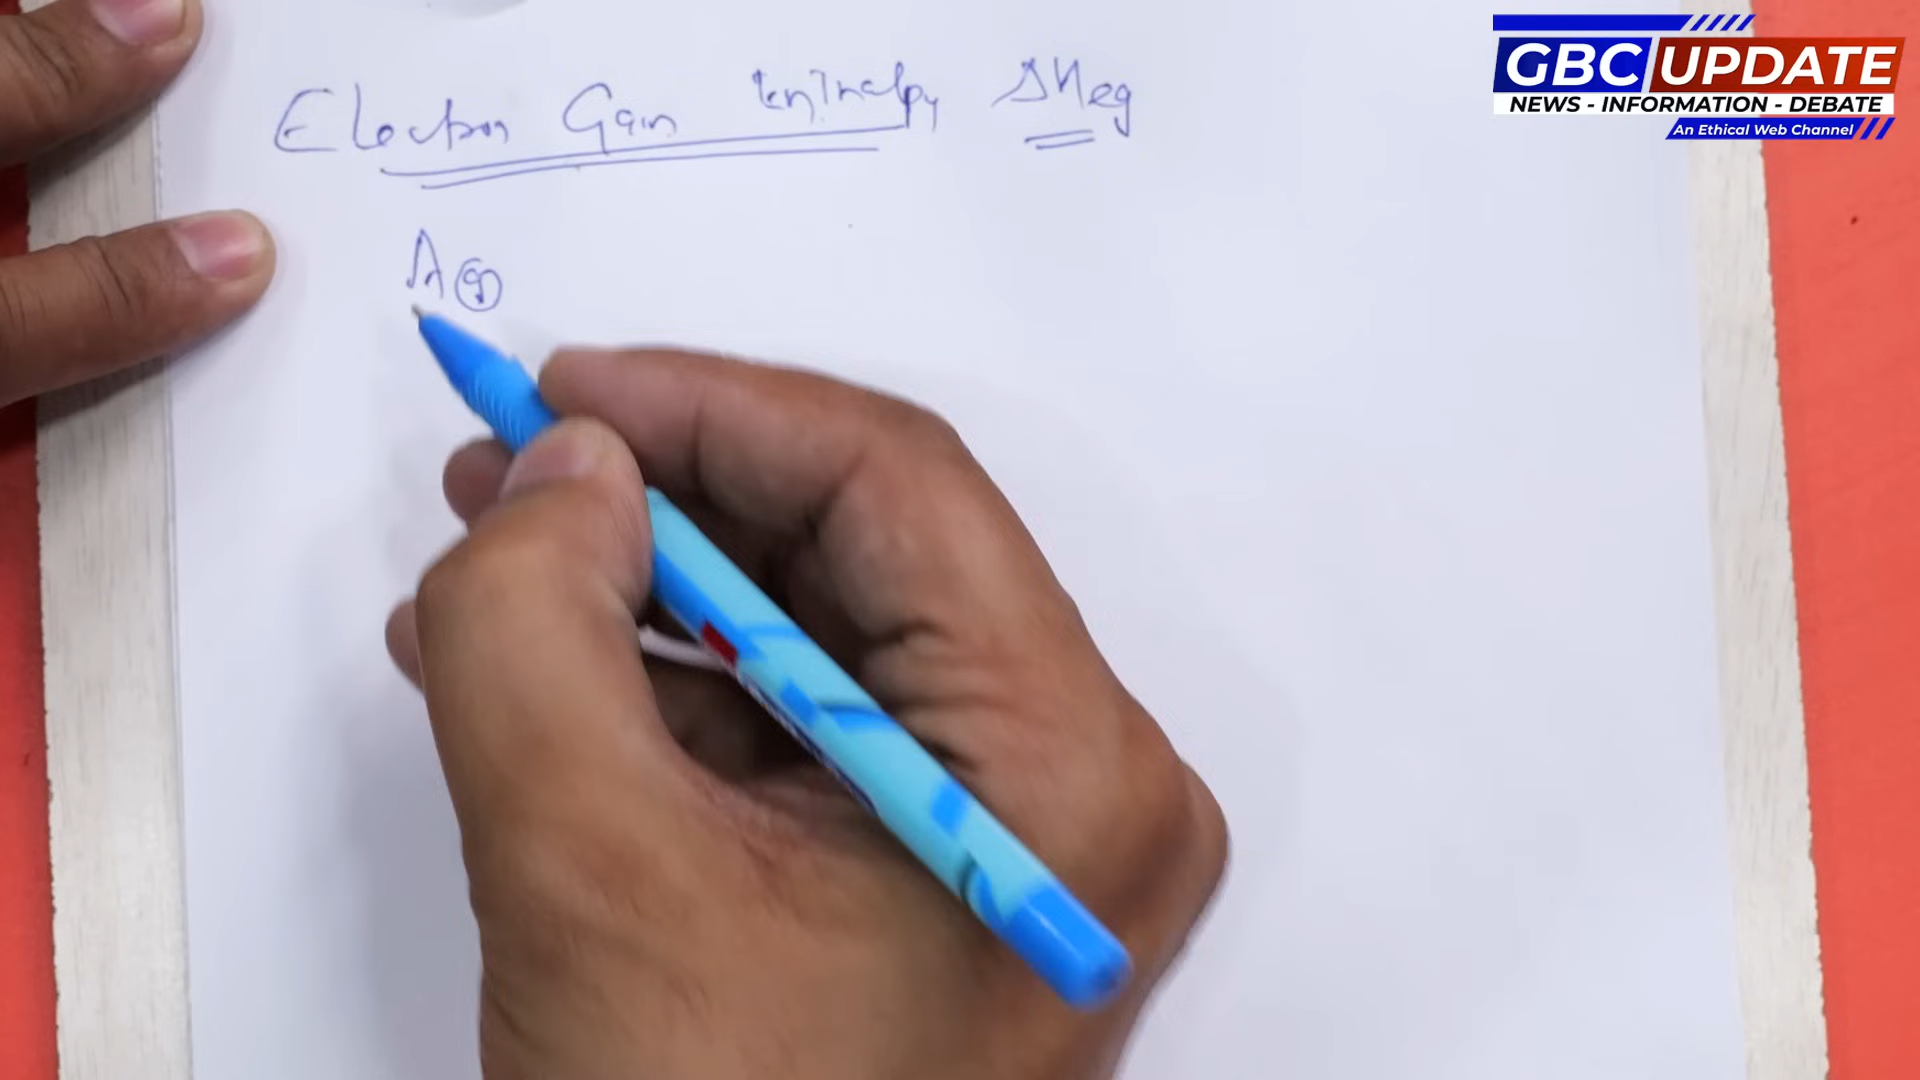 Electron Gain Enthalpy ΔHeg
A(g)
GBC UPDATE
NEWS - INFORMATION - DEBATE
An Ethical Web Channel